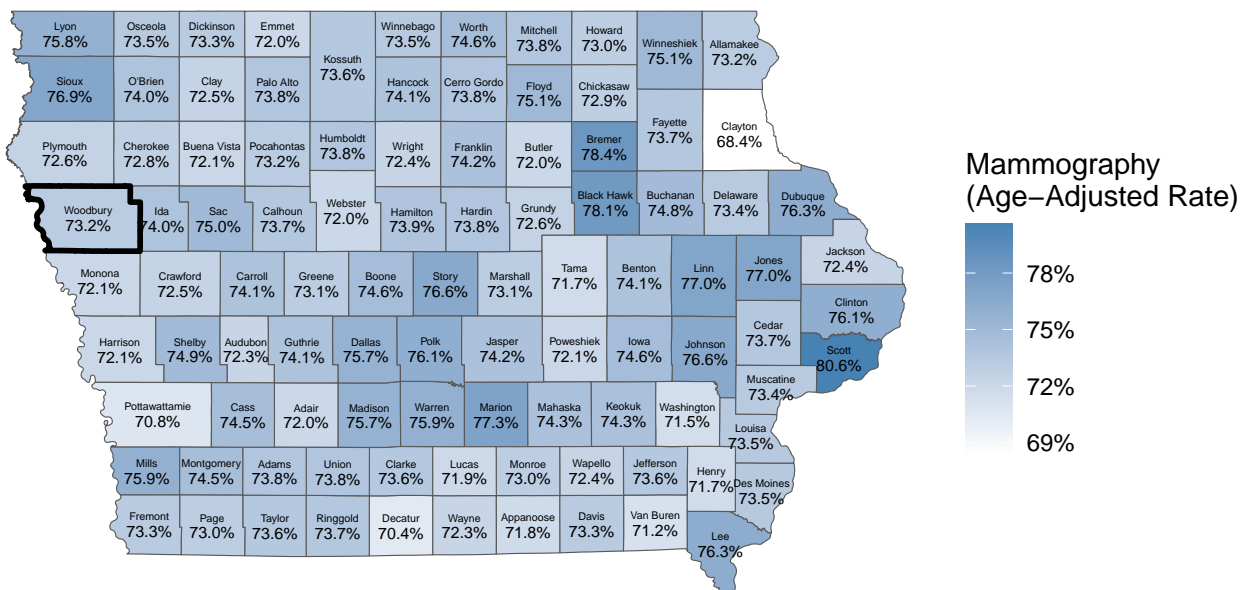 Lyon
75.8%
Osceola
73.5%
Dickinson
73.3%
Emmet
72.0%
Kossuth
73.6%
Winnebago
73.5%
Worth
74.6%
Mitchell
73.8%
Howard
73.0%
Winneshiek
75.1%
Allamakee
73.2%
Sioux
76.9%
O'Brien
74.0%
Clay
72.5%
Palo Alto
73.8%
Hancock
74.1%
Cerro Gordo
73.8%
Floyd
75.1%
Chickasaw
72.9%
Fayette
73.7%
Clayton
68.4%
Plymouth
72.6%
Cherokee
72.8%
Buena Vista
72.1%
Pocahontas
73.2%
Humboldt
73.8%
Wright
72.4%
Franklin
74.2%
Butler
72.0%
Bremer
78.4%
Woodbury
73.2%
Ida
74.0%
Sac
75.0%
Calhoun
73.7%
Webster
72.0%
Hamilton
73.9%
Hardin
73.8%
Grundy
72.6%
Black Hawk
78.1%
Buchanan
74.8%
Delaware
73.4%
Dubuque
76.3%
Monona
72.1%
Crawford
72.5%
Carroll
74.1%
Greene
73.1%
Boone
74.6%
Story
76.6%
Marshall
73.1%
Tama
71.7%
Benton
74.1%
Linn
77.0%
Jones
77.0%
Jackson
72.4%
Clinton
76.1%
Harrison
72.1%
Shelby
74.9%
Audubon
72.3%
Guthrie
74.1%
Dallas
75.7%
Polk
76.1%
Jasper
74.2%
Poweshiek
72.1%
Iowa
74.6%
Johnson
76.6%
Cedar
73.7%
Scott
80.6%
Muscatine
73.4%
Pottawattamie
70.8%
Cass
74.5%
Adair
72.0%
Madison
75.7%
Warren
75.9%
Marion
77.3%
Mahaska
74.3%
Keokuk
74.3%
Washington
71.5%
Louisa
73.5%
Mills
75.9%
Montgomery
74.5%
Adams
73.8%
Union
73.8%
Clarke
73.6%
Lucas
71.9%
Monroe
73.0%
Wapello
72.4%
Jefferson
73.6%
Henry
71.7%
Des Moines
73.5%
Fremont
73.3%
Page
73.0%
Taylor
73.6%
Ringgold
73.7%
Decatur
70.4%
Wayne
72.3%
Appanoose
71.8%
Davis
73.3%
Van Buren
71.2%
Lee
76.3%
Mammography
(Age−Adjusted Rate)
78%
75%
72%
69%